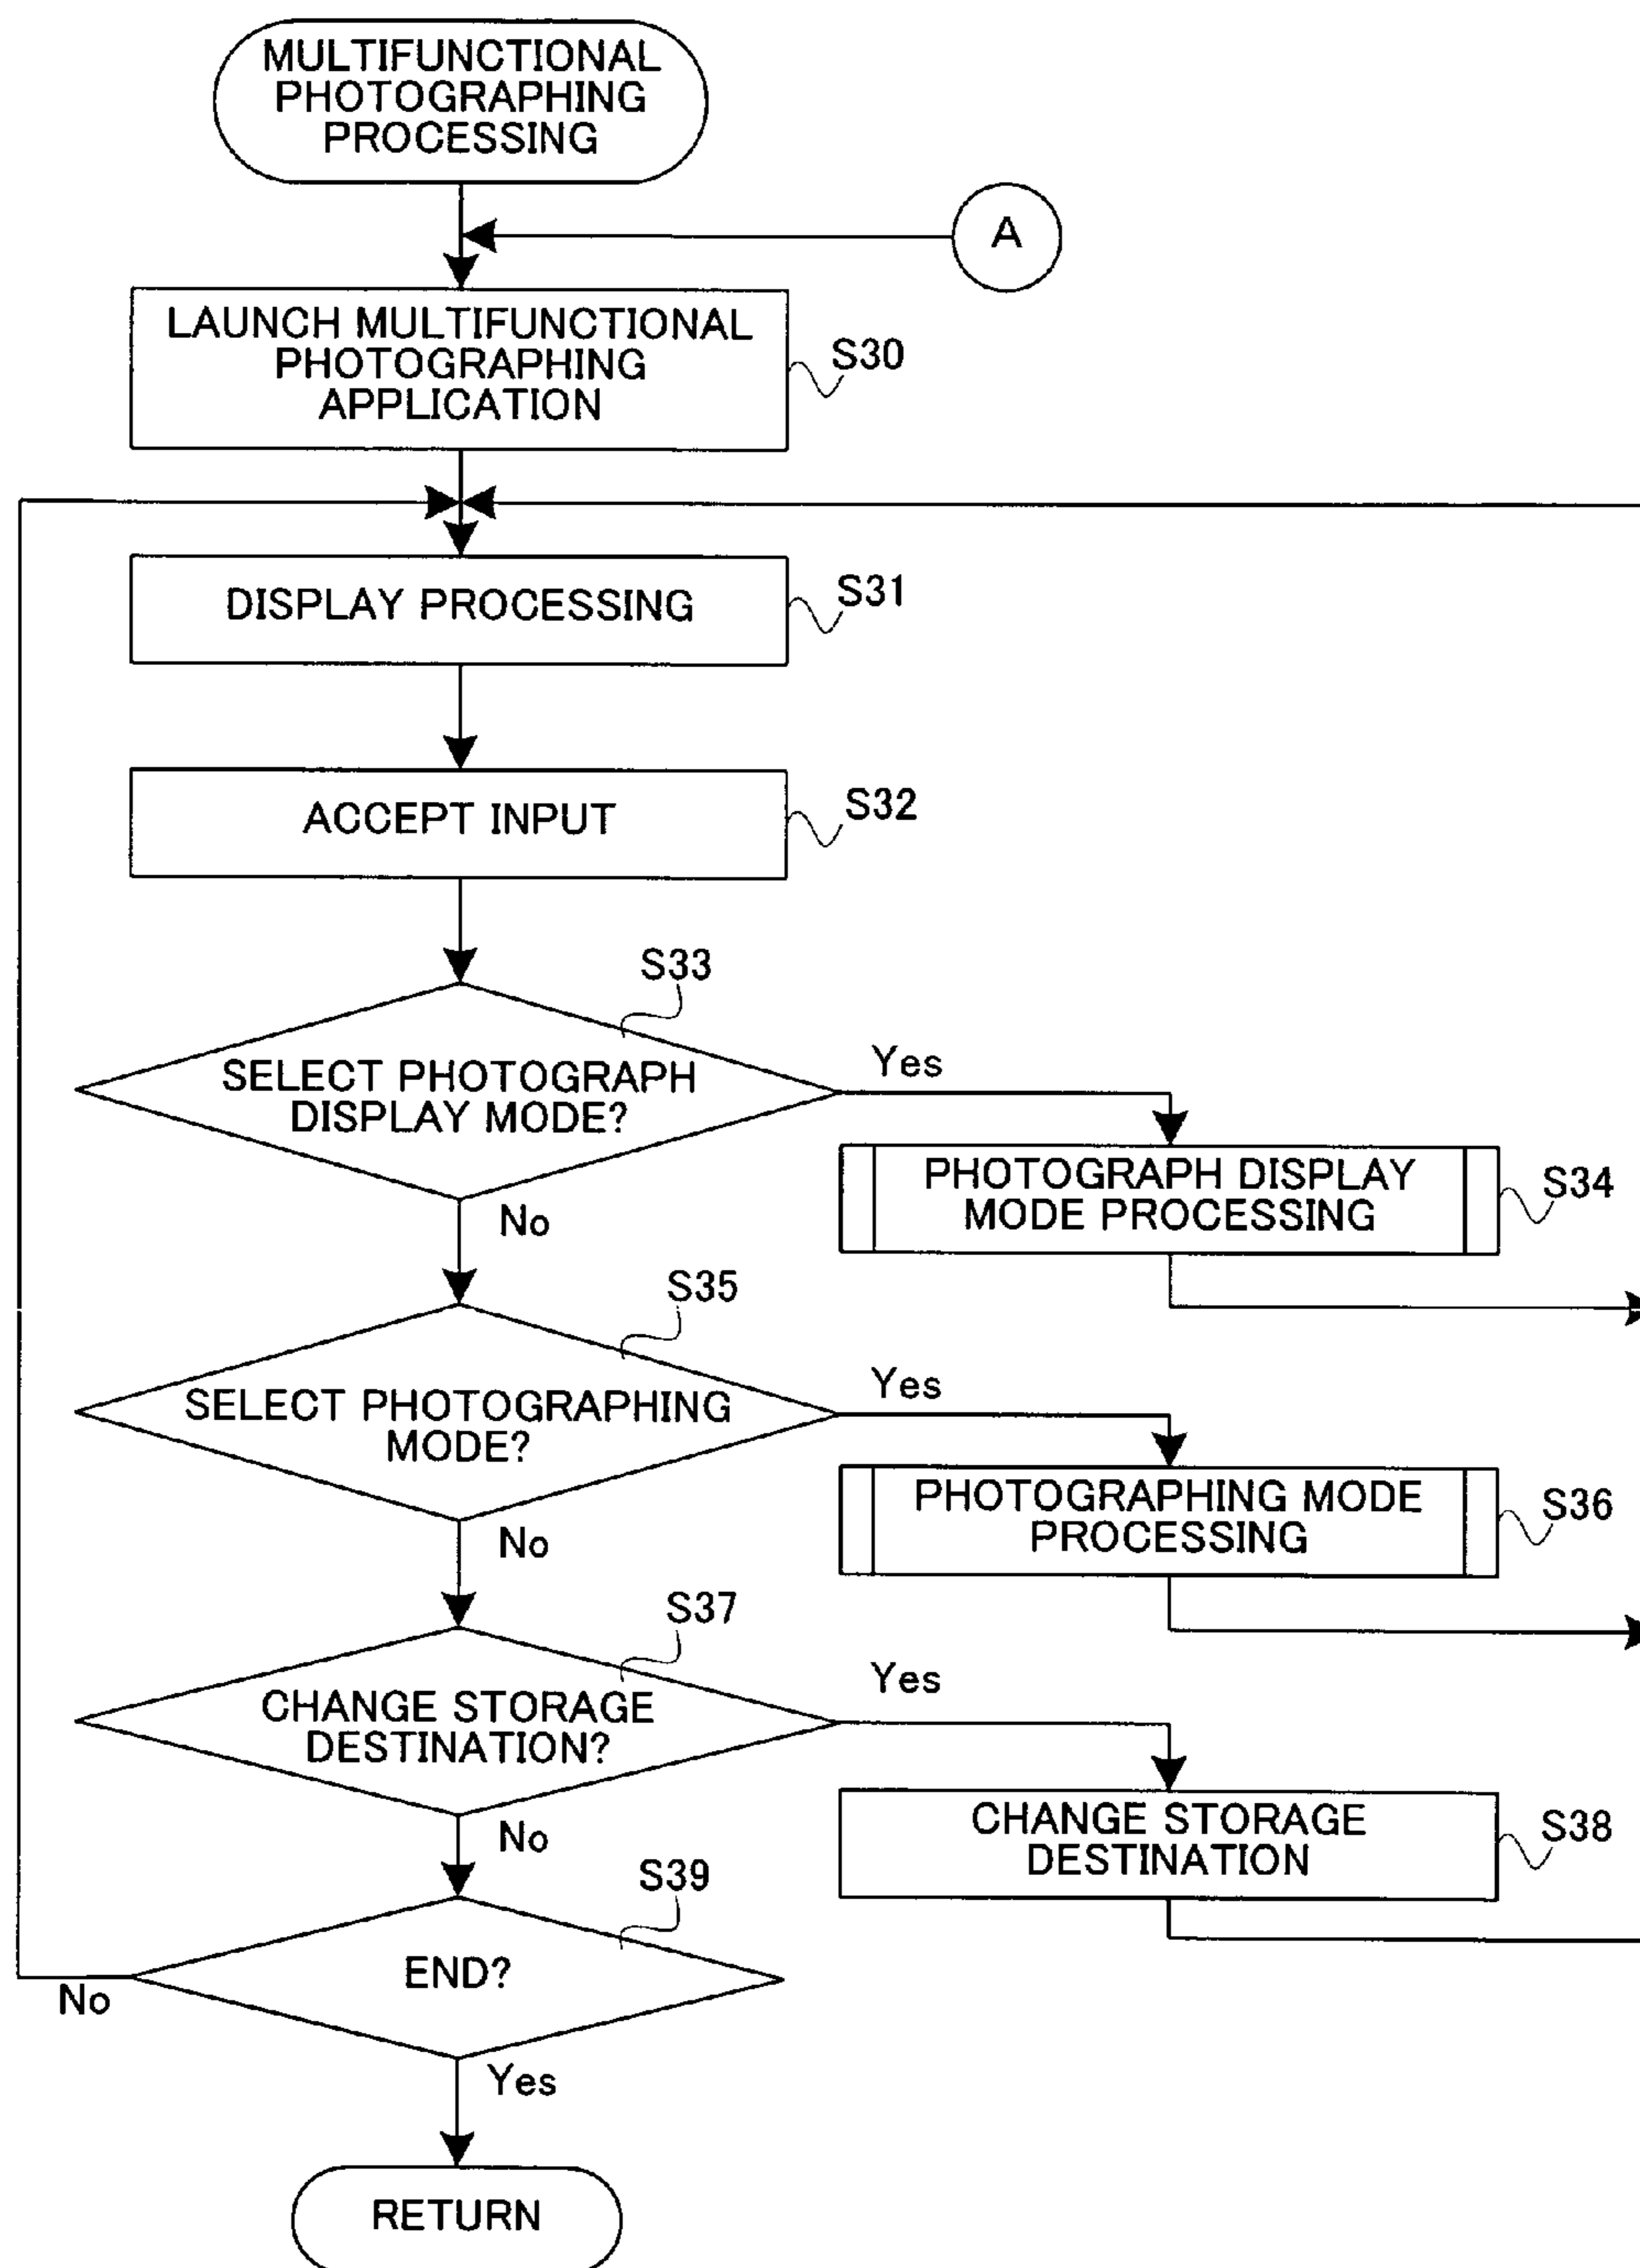 MULTIFUNCTIONAL
PHOTOGRAPHING
PROCESSING
A
LAUNCH MULTIFUNCTIONAL
PHOTOGRAPHING
APPLICATION
S30
DISPLAY PROCESSING
S31
ACCEPT INPUT
S32
S33
SELECT PHOTOGRAPH
DISPLAY MODE?
Yes
No
PHOTOGRAPH DISPLAY
MODE PROCESSING
S34
S35
SELECT PHOTOGRAPHING
MODE?
Yes
No
PHOTOGRAPHING MODE
PROCESSING
S36
S37
CHANGE STORAGE
DESTINATION?
Yes
No
CHANGE STORAGE
DESTINATION
S38
S39
END?
No
Yes
RETURN